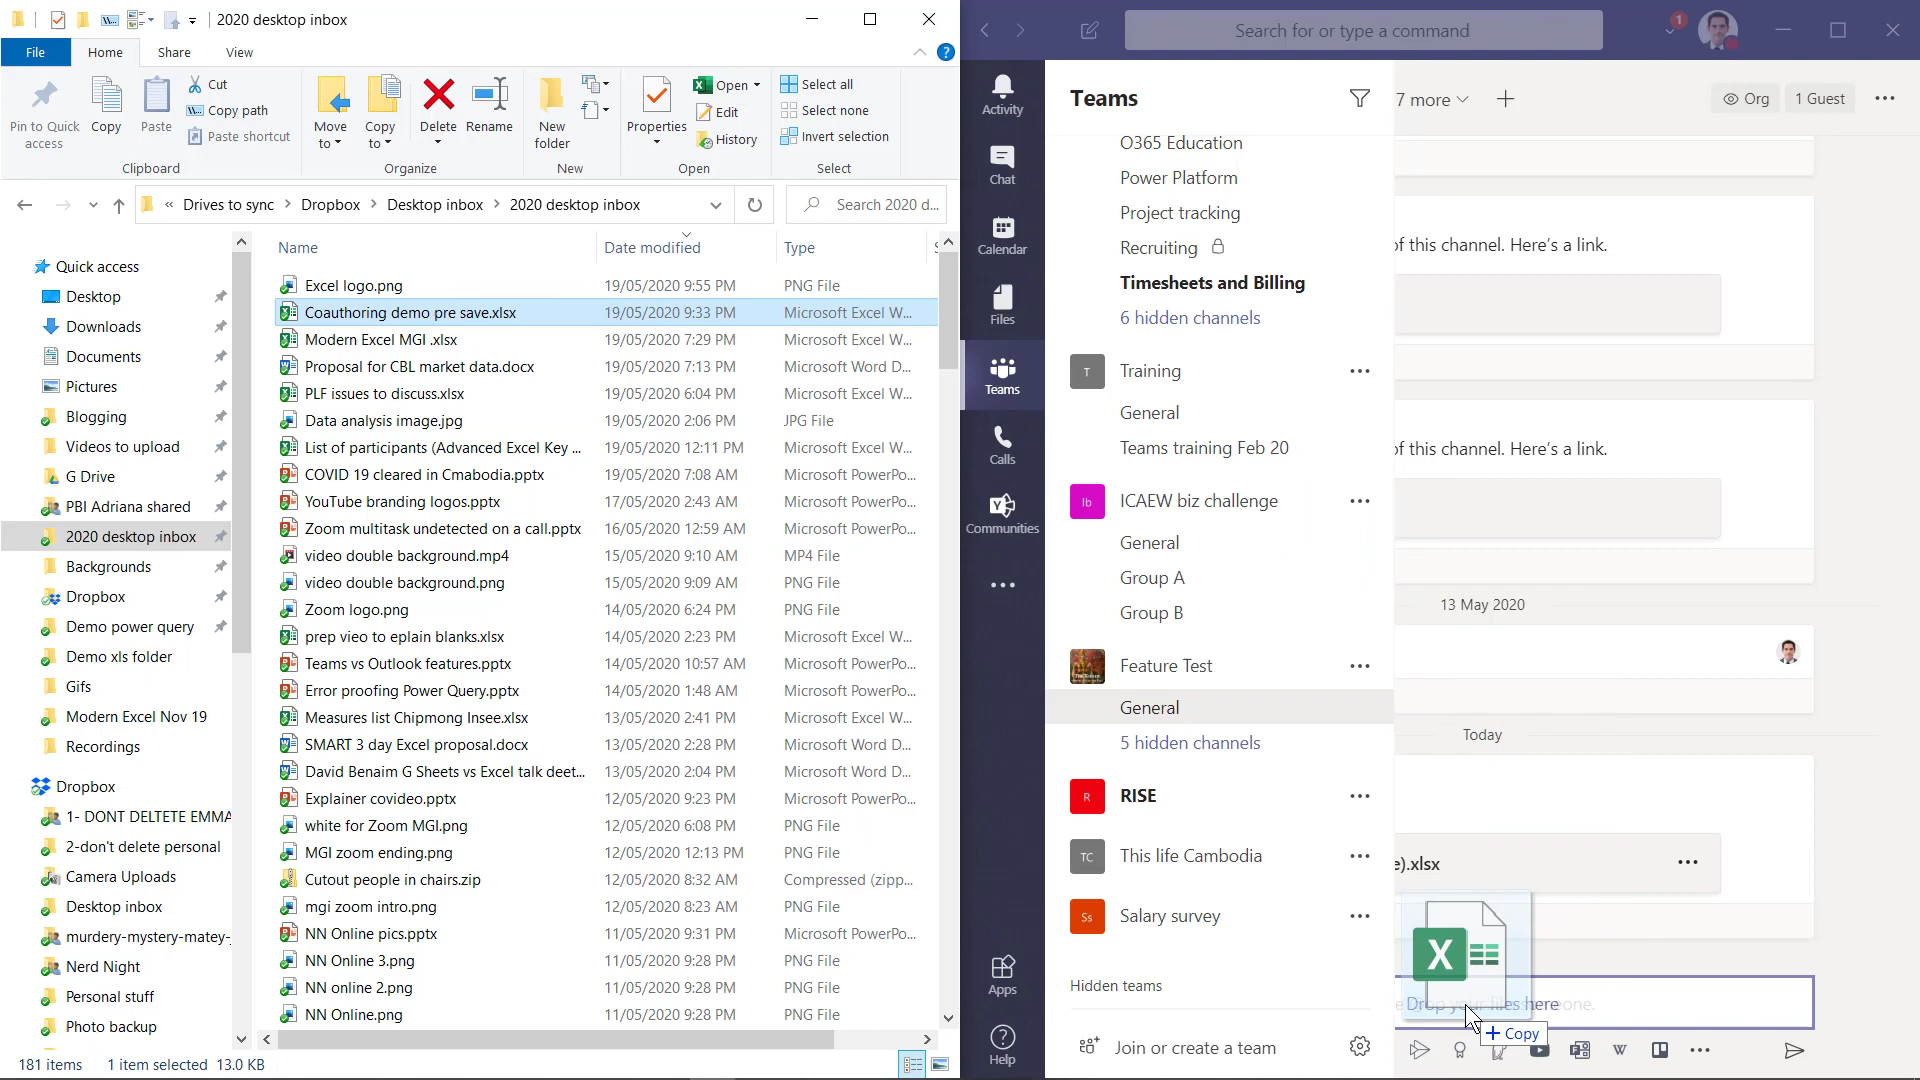 2020 desktop inbox
File Home Share View
Pin to Quick access
Copy
Paste
Cut
Copy path
Paste shortcut
Clipboard
Move to
Copy to
Delete
Rename
Organize
New folder
New
Properties
Open
Edit
History
Open
Select all
Select none
Invert selection
Select
« Drives to sync > Dropbox > Desktop inbox > 2020 desktop inbox
Search 2020 d...
Quick access
Desktop
Downloads
Documents
Pictures
Blogging
Videos to upload
G Drive
PBI Adriana shared
2020 desktop inbox
Backgrounds
Dropbox
Demo power query
Demo xls folder
Gifs
Modern Excel Nov 19
Recordings
Dropbox
1- DONT DELTETE EMMA
2-don't delete personal
Camera Uploads
Desktop inbox
murdery-mystery-matey-
Nerd Night
Personal stuff
Photo backup
Name Date modified Type
Excel logo.png 19/05/2020 9:55 PM PNG File
Coauthoring demo pre save.xlsx 19/05/2020 9:33 PM Microsoft Excel W...
Modern Excel MGI .xlsx 19/05/2020 7:29 PM Microsoft Excel W...
Proposal for CBL market data.docx 19/05/2020 7:13 PM Microsoft Word D...
PLF issues to discuss.xlsx 19/05/2020 6:04 PM Microsoft Excel W...
Data analysis image.jpg 19/05/2020 2:06 PM JPG File
List of participants (Advanced Excel Key ... 19/05/2020 12:11 PM Microsoft Excel W...
COVID 19 cleared in Cmabodia.pptx 19/05/2020 7:08 AM Microsoft PowerPo...
YouTube branding logos.pptx 17/05/2020 2:43 AM Microsoft PowerPo...
Zoom multitask undetected on a call.pptx 16/05/2020 12:59 AM Microsoft PowerPo...
video double background.mp4 15/05/2020 9:10 AM MP4 File
video double background.png 15/05/2020 9:09 AM PNG File
Zoom logo.png 14/05/2020 6:24 PM PNG File
prep vieo to eplain blanks.xlsx 14/05/2020 2:23 PM Microsoft Excel W...
Teams vs Outlook features.pptx 14/05/2020 10:57 AM Microsoft PowerPo...
Error proofing Power Query.pptx 14/05/2020 1:48 AM Microsoft PowerPo...
Measures list Chipmong Insee.xlsx 13/05/2020 2:41 PM Microsoft Excel W...
SMART 3 day Excel proposal.docx 13/05/2020 2:28 PM Microsoft Word D...
David Benaim G Sheets vs Excel talk deet... 13/05/2020 2:04 PM Microsoft Word D...
Explainer covideo.pptx 12/05/2020 9:23 PM Microsoft PowerPo...
white for Zoom MGI.png 12/05/2020 6:08 PM PNG File
MGI zoom ending.png 12/05/2020 12:13 PM PNG File
Cutout people in chairs.zip 12/05/2020 8:32 AM Compressed (zipp...
mgi zoom intro.png 12/05/2020 8:23 AM PNG File
NN Online pics.pptx 11/05/2020 9:31 PM Microsoft PowerPo...
NN Online 3.png 11/05/2020 9:28 PM PNG File
NN online 2.png 11/05/2020 9:28 PM PNG File
NN Online.png 11/05/2020 9:28 PM PNG File
181 items 1 item selected 13.0 KB
Search for or type a command
1
Activity
Chat
Calendar
Files
Teams
Calls
Communities
Apps
Help
Teams
O365 Education
Power Platform
Project tracking
Recruiting
Timesheets and Billing
6 hidden channels
T Training
General
Teams training Feb 20
Ib ICAEW biz challenge
General
Group A
Group B
Feature Test
General
5 hidden channels
R RISE
TC This life Cambodia
Ss Salary survey
Hidden teams
Join or create a team
7 more
Org
1 Guest
of this channel. Here's a link.
of this channel. Here's a link.
13 May 2020
Today
e).xlsx
X
Drop your files here
+ Copy